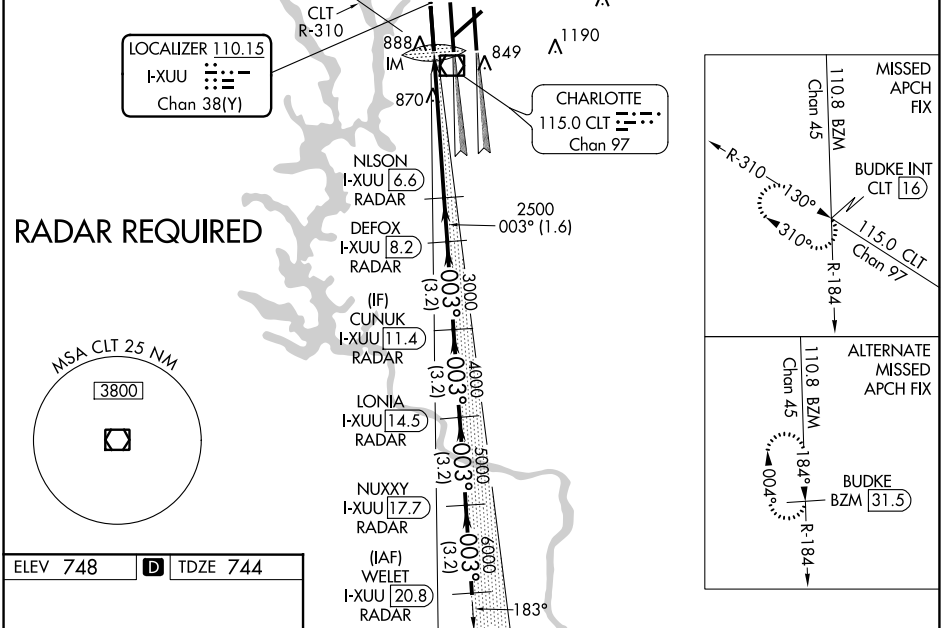 CLT
R-310
LOCALIZER 110.15
I-XUU
Chan 38(Y)
888
IM
849
1190
870
CHARLOTTE
115.0 CLT
Chan 97
NLSON
I-XUU 6.6
RADAR
RADAR REQUIRED
2500
003° (1.6)
DEFOX
I-XUU 8.2
RADAR
3000
003°
(3.2)
(IF)
CUNUK
I-XUU 11.4
RADAR
4000
003°
(3.2)
LONIA
I-XUU 14.5
RADAR
5000
003°
(3.2)
NUXXY
I-XUU 17.7
RADAR
6000
003°
(3.2)
(IAF)
WELET
I-XUU 20.8
RADAR
183°
MSA CLT 25 NM
3800
ELEV 748
D
TDZE 744
MISSED
APCH
FIX
110.8 BZM
Chan 45
R-310
130°
310°
BUDKE INT
CLT 16
115.0 CLT
Chan 97
R-184
ALTERNATE
MISSED
APCH FIX
110.8 BZM
Chan 45
184°
004°
BUDKE
BZM 31.5
R-184